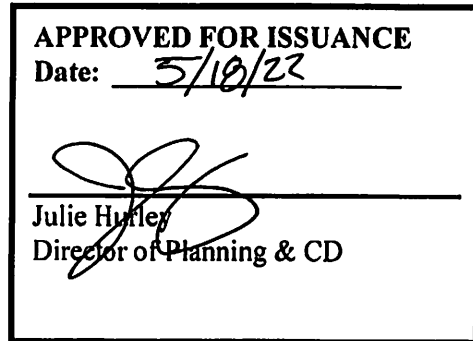 APPROVED FOR ISSUANCE
Date: 5/18/22
Julie Hurley
Director of Planning & CD